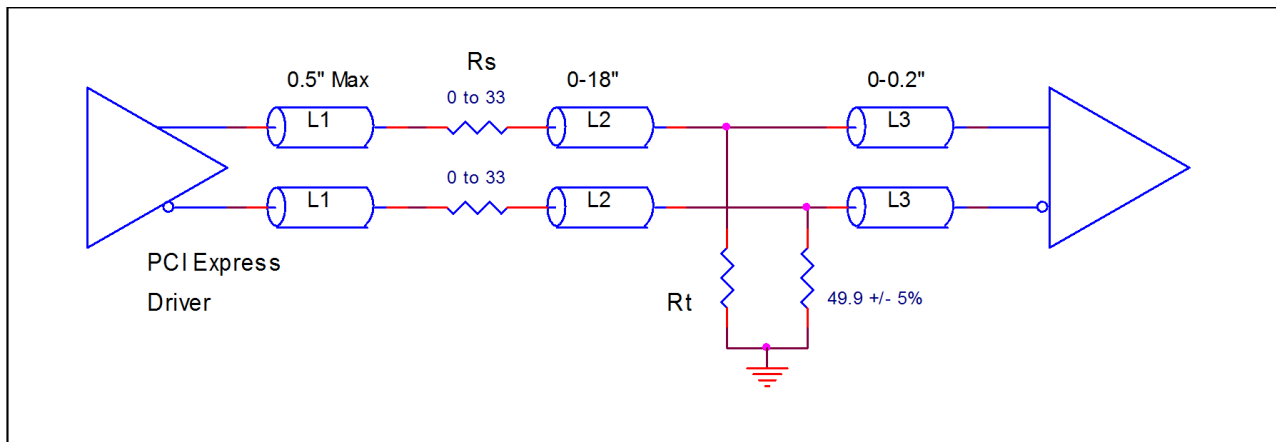 Rs
0.5" Max
0-18"
0-0.2"
0 to 33
L1
L2
L3
0 to 33
L1
L2
L3
PCI Express
Driver
Rt
49.9 +/- 5%